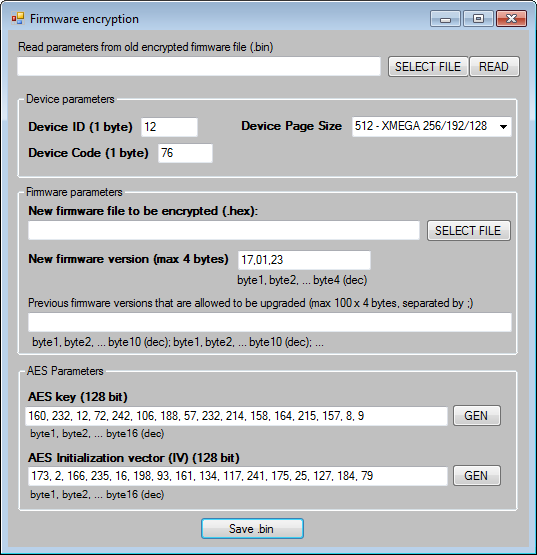 Firmware encryption
Read parameters from old encrypted firmware file (.bin)
SELECT FILE READ
Device parameters
Device ID (1 byte) 12 Device Page Size 512 - XMEGA 256/192/128
Device Code (1 byte) 76
Firmware parameters
New firmware file to be encrypted (.hex):
SELECT FILE
New firmware version (max 4 bytes) 17,01,23
byte1, byte2, ... byte4 (dec)
Previous firmware versions that are allowed to be upgraded (max 100 x 4 bytes, separated by ;)
byte1, byte2, ... byte10 (dec); byte1, byte2, ... byte10 (dec); ...
AES Parameters
AES key (128 bit)
160, 232, 12, 72, 242, 106, 188, 57, 232, 214, 158, 164, 215, 157, 8, 9 GEN
byte1, byte2, ... byte16 (dec)
AES Initialization vector (IV) (128 bit)
173, 2, 166, 235, 16, 198, 93, 161, 134, 117, 241, 175, 25, 127, 184, 79 GEN
byte1, byte2, ... byte16 (dec)
Save .bin